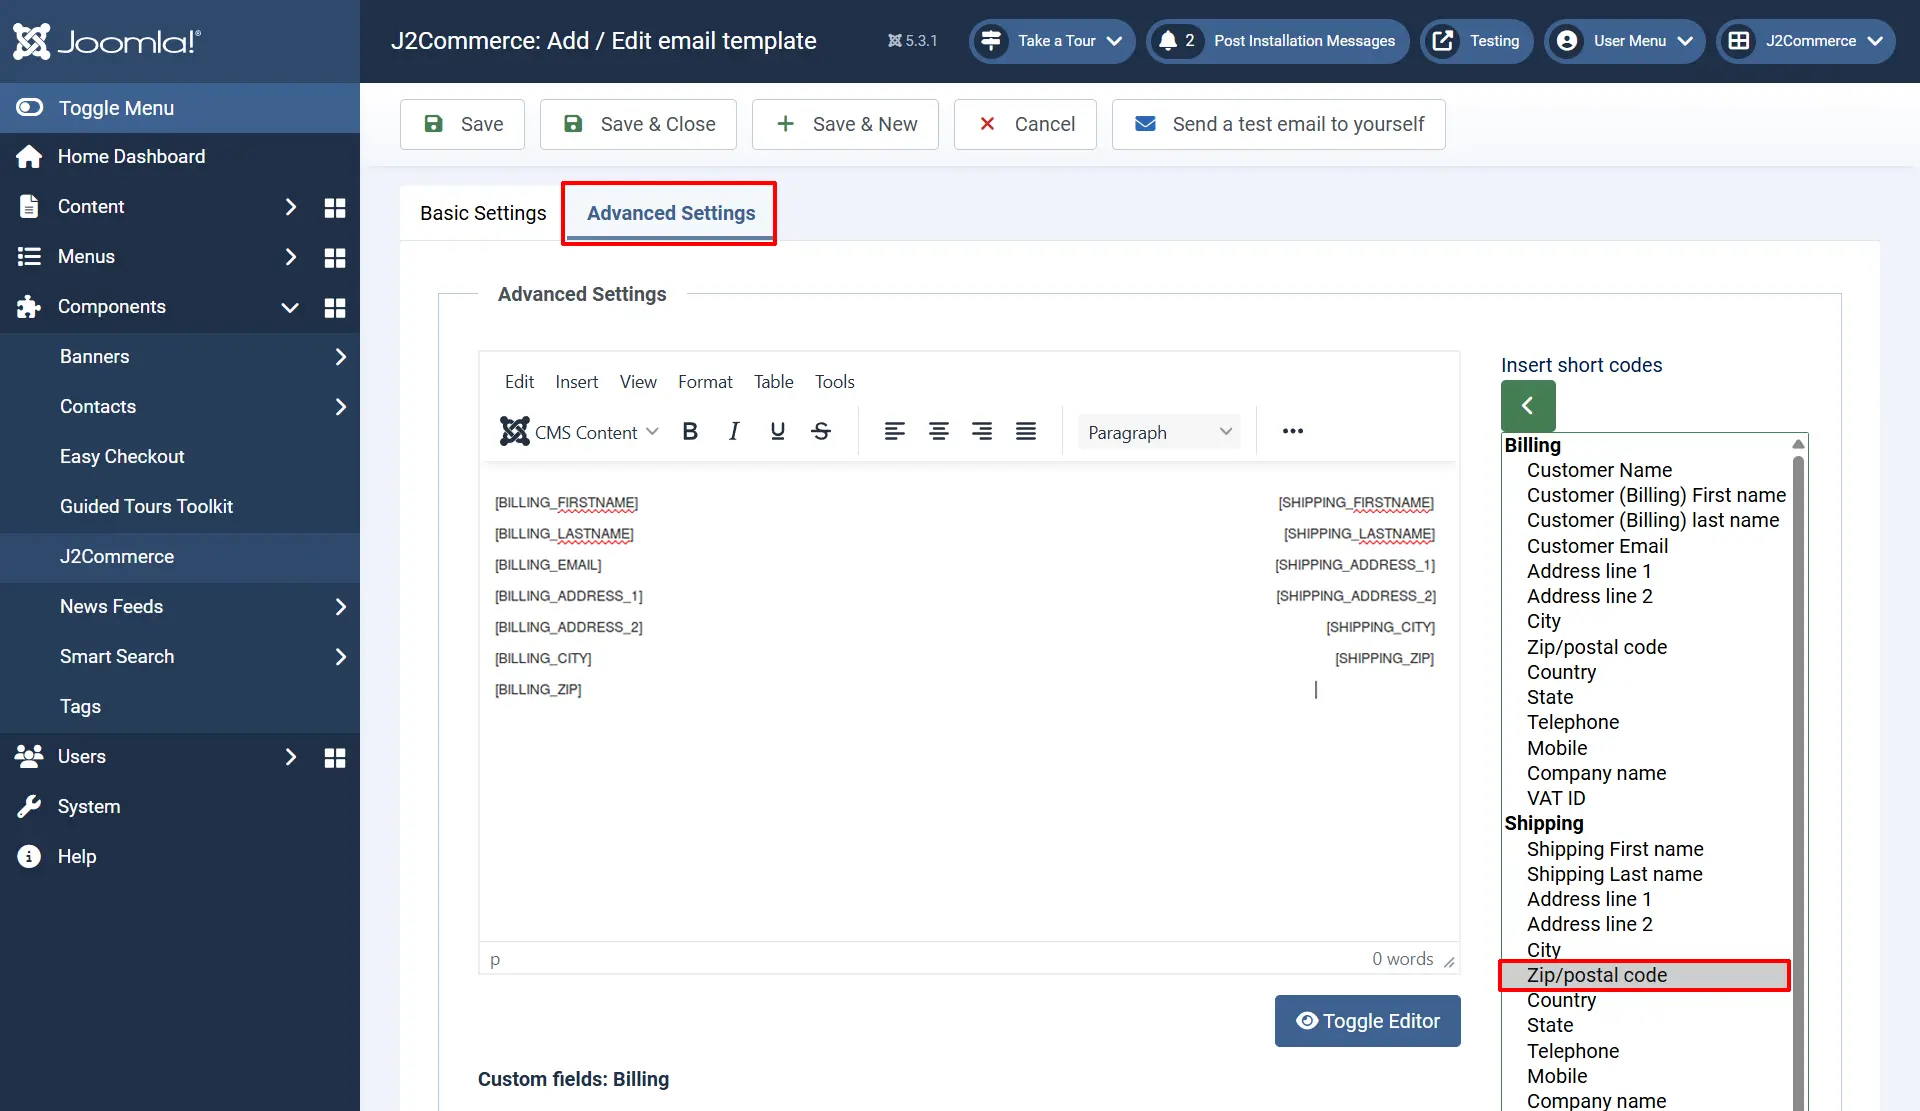 Joomla!®
J2Commerce: Add / Edit email template
5.3.1
Take a Tour
2 Post Installation Messages
Testing
User Menu
J2Commerce
Toggle Menu
Home Dashboard
Content
Menus
Components
Banners
Contacts
Easy Checkout
Guided Tours Toolkit
J2Commerce
News Feeds
Smart Search
Tags
Users
System
Help
Save
Save & Close
Save & New
Cancel
Send a test email to yourself
Basic Settings
Advanced Settings
Advanced Settings
Edit Insert View Format Table Tools
CMS Content B I U S Paragraph
[BILLING_FIRSTNAME] [SHIPPING_FIRSTNAME]
[BILLING_LASTNAME] [SHIPPING_LASTNAME]
[BILLING_EMAIL] [SHIPPING_ADDRESS_1]
[BILLING_ADDRESS_1] [SHIPPING_ADDRESS_2]
[BILLING_ADDRESS_2] [SHIPPING_CITY]
[BILLING_CITY] [SHIPPING_ZIP]
[BILLING_ZIP]
p 0 words
Toggle Editor
Custom fields: Billing
Insert short codes
Billing
Customer Name
Customer (Billing) First name
Customer (Billing) last name
Customer Email
Address line 1
Address line 2
City
Zip/postal code
Country
State
Telephone
Mobile
Company name
VAT ID
Shipping
Shipping First name
Shipping Last name
Address line 1
Address line 2
City
Zip/postal code
Country
State
Telephone
Mobile
Company name